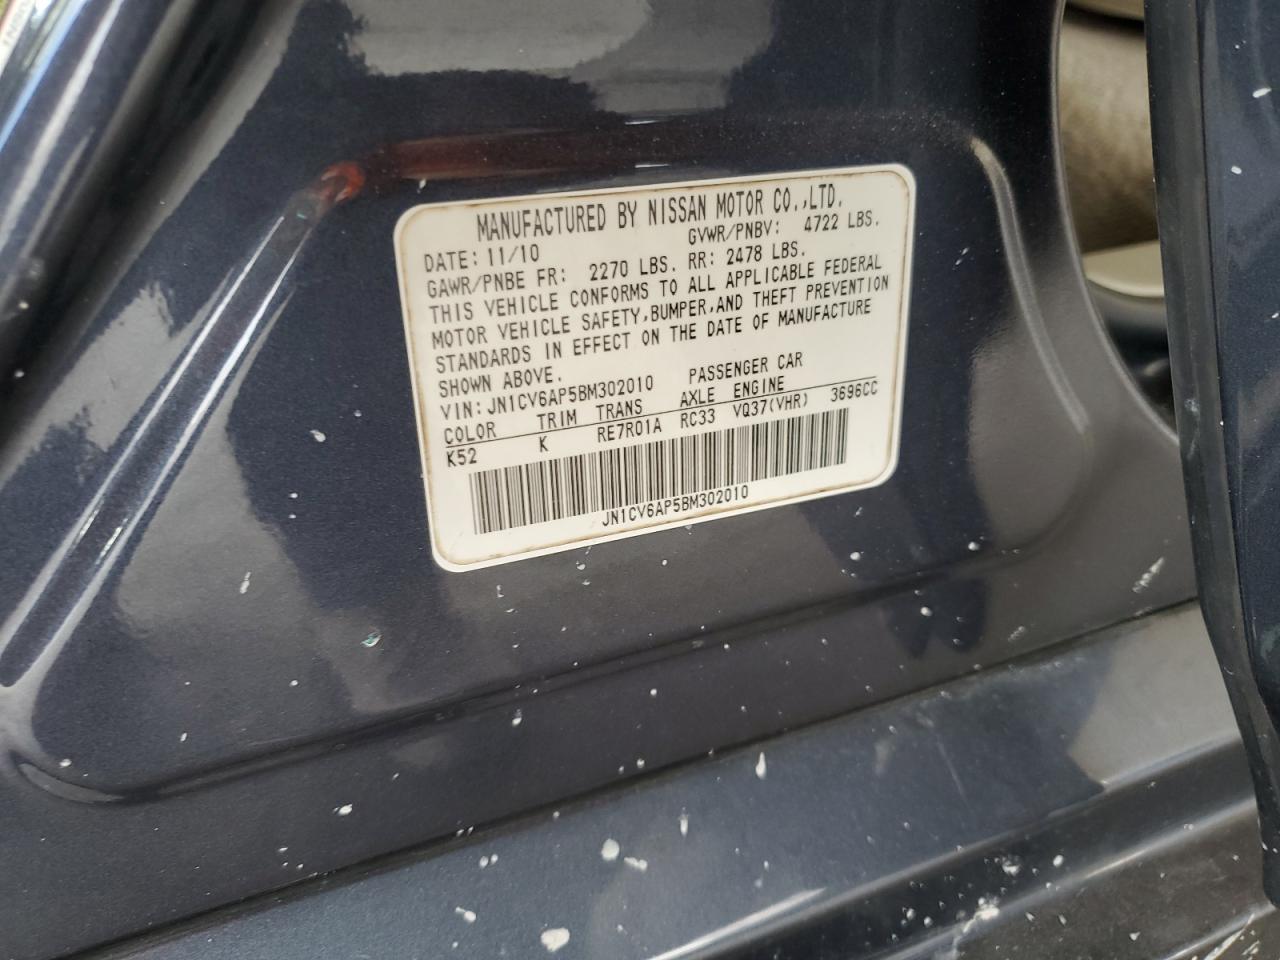 MANUFACTURED BY NISSAN MOTOR CO.,LTD.
DATE: 11/10 GVWR/PNBV: 4722 LBS.
GAWR/PNBE FR: 2270 LBS. RR: 2478 LBS.
THIS VEHICLE CONFORMS TO ALL APPLICABLE FEDERAL
MOTOR VEHICLE SAFETY,BUMPER,AND THEFT PREVENTION
STANDARDS IN EFFECT ON THE DATE OF MANUFACTURE
SHOWN ABOVE.
VIN: JN1CV6AP5BM302010 PASSENGER CAR
COLOR TRIM TRANS AXLE ENGINE
K52 K RE7R01A RC33 VQ37(VHR) 3696CC
JN1CV6AP5BM302010